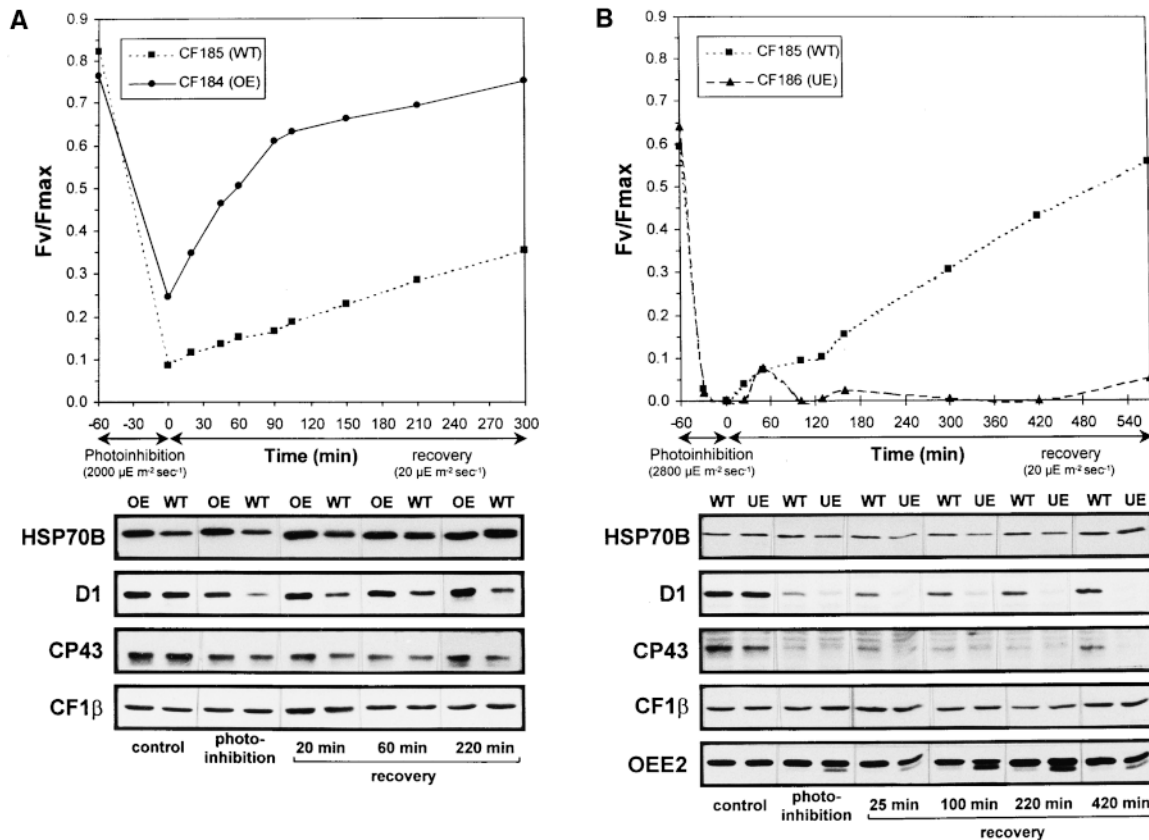 A
0.9
0.8
0.7
0.6
0.5
0.4
0.3
0.2
0.1
0.0
Fv/Fmax
CF185 (WT)
CF184 (OE)
-60 -30 0 30 60 90 120 150 180 210 240 270 300
Photoinhibition
(2000 µE m-2 sec-1)
Time (min)
recovery
(20 µE m-2 sec-1)
OE WT OE WT OE WT OE WT OE WT
HSP70B
D1
CP43
CF1β
control
photo-
inhibition
20 min 60 min 220 min
recovery
B
0.9
0.8
0.7
0.6
0.5
0.4
0.3
0.2
0.1
0.0
Fv/Fmax
CF185 (WT)
CF186 (UE)
-60 0 60 120 180 240 300 360 420 480 540
Photoinhibition
(2800 µE m-2 sec-1)
Time (min)
recovery
(20 µE m-2 sec-1)
WT UE WT UE WT UE WT UE WT UE WT UE
HSP70B
D1
CP43
CF1β
OEE2
control
photo-
inhibition
25 min 100 min 220 min 420 min
recovery